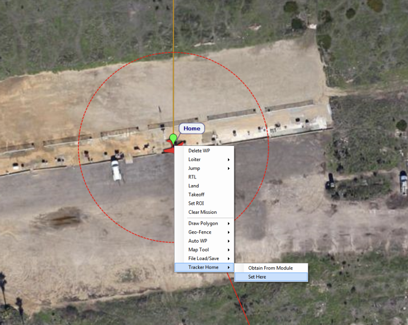 Home
Delete WP
Loiter
Jump
RTL
Land
Takeoff
Set ROI
Clear Mission
Draw Polygon
Geo-Fence
Auto WP
Map Tool
File Load/Save
Tracker Home
Obtain From Module
Set Here